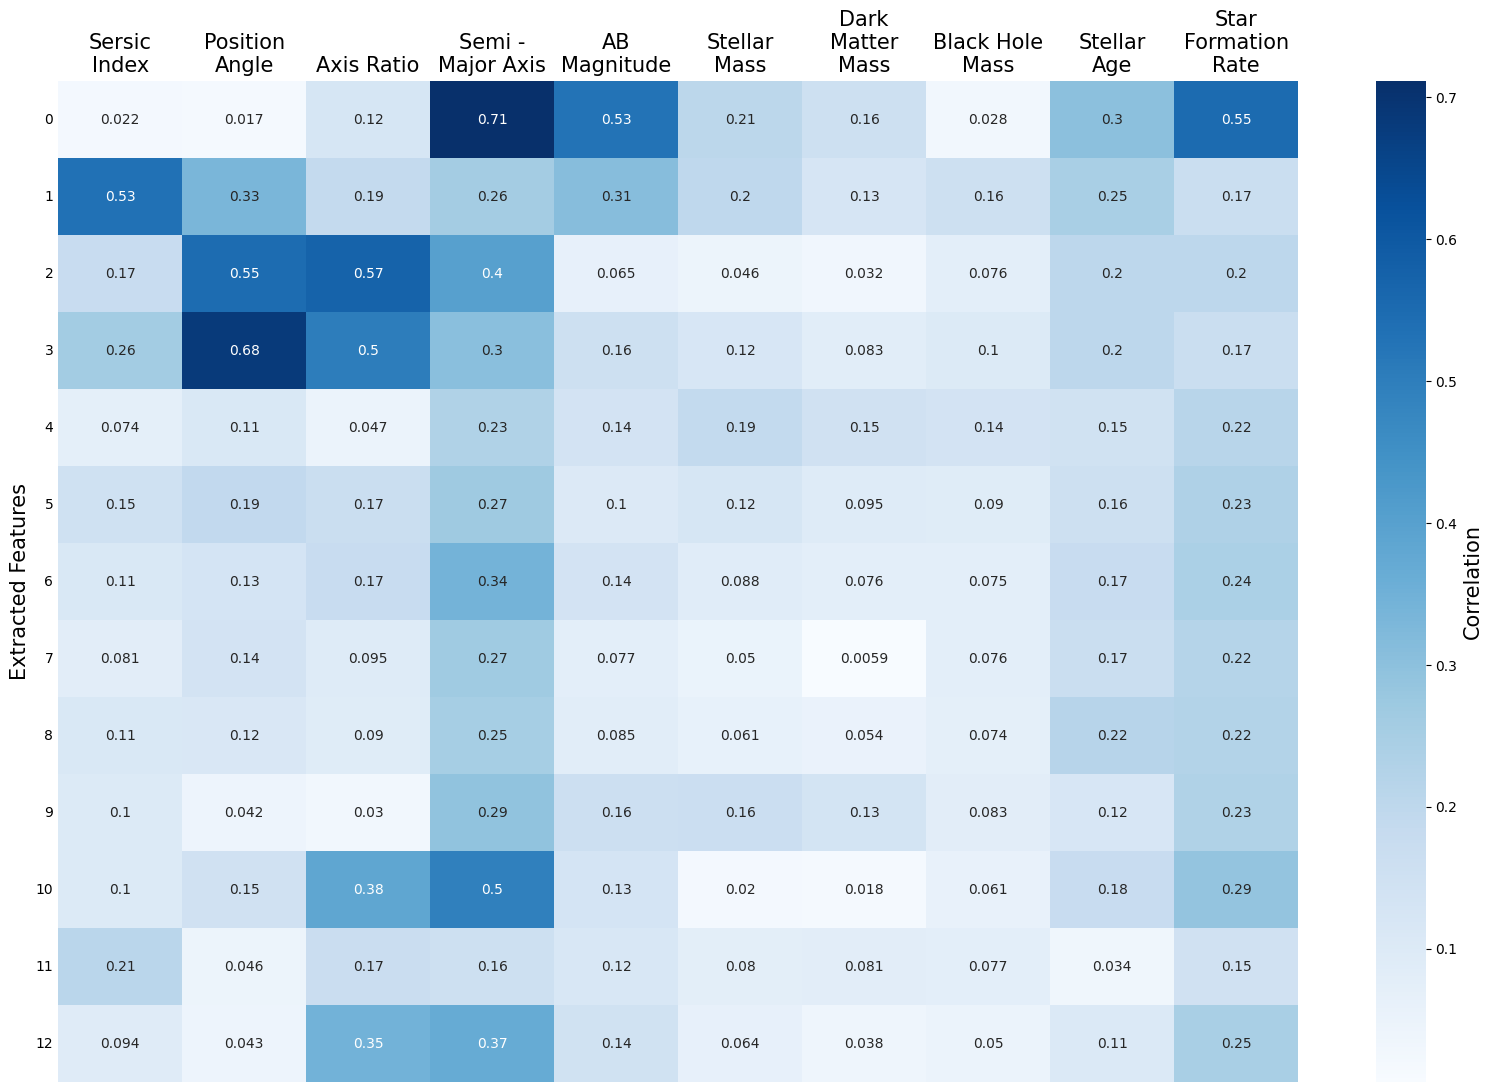 Sersic
Index
Position
Angle
Axis Ratio
Semi -
Major Axis
AB
Magnitude
Stellar
Mass
Dark
Matter
Mass
Black Hole
Mass
Stellar
Age
Star
Formation
Rate
Extracted Features
0 0.022 0.017 0.12 0.71 0.53 0.21 0.16 0.028 0.3 0.55
1 0.53 0.33 0.19 0.26 0.31 0.2 0.13 0.16 0.25 0.17
2 0.17 0.55 0.57 0.4 0.065 0.046 0.032 0.076 0.2 0.2
3 0.26 0.68 0.5 0.3 0.16 0.12 0.083 0.1 0.2 0.17
4 0.074 0.11 0.047 0.23 0.14 0.19 0.15 0.14 0.15 0.22
5 0.15 0.19 0.17 0.27 0.1 0.12 0.095 0.09 0.16 0.23
6 0.11 0.13 0.17 0.34 0.14 0.088 0.076 0.075 0.17 0.24
7 0.081 0.14 0.095 0.27 0.077 0.05 0.0059 0.076 0.17 0.22
8 0.11 0.12 0.09 0.25 0.085 0.061 0.054 0.074 0.22 0.22
9 0.1 0.042 0.03 0.29 0.16 0.16 0.13 0.083 0.12 0.23
10 0.1 0.15 0.38 0.5 0.13 0.02 0.018 0.061 0.18 0.29
11 0.21 0.046 0.17 0.16 0.12 0.08 0.081 0.077 0.034 0.15
12 0.094 0.043 0.35 0.37 0.14 0.064 0.038 0.05 0.11 0.25
0.7
0.6
0.5
0.4
0.3
0.2
0.1
Correlation